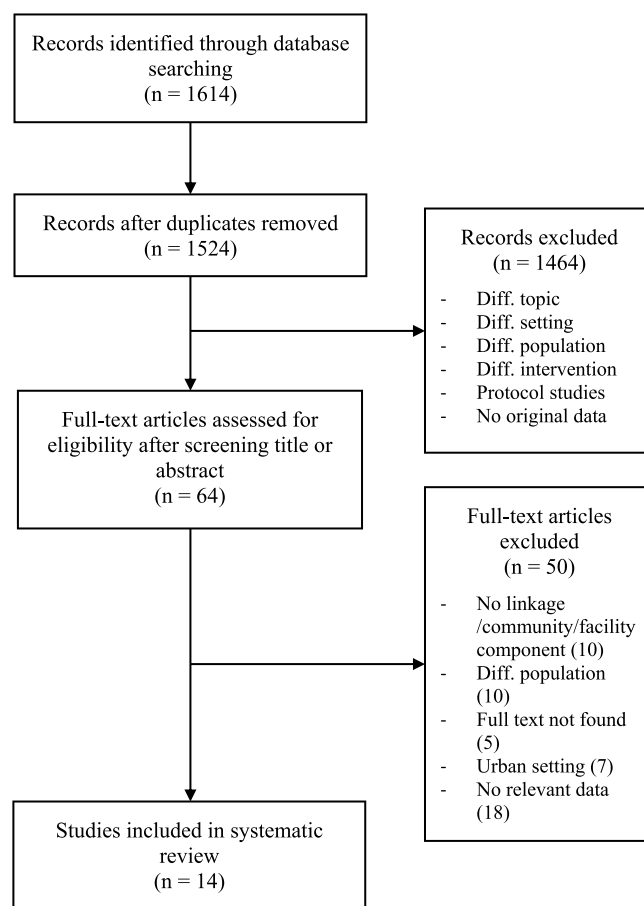 Records identified through database
searching
(n = 1614)
Records after duplicates removed
(n = 1524)
Records excluded
(n = 1464)
- Diff. topic
- Diff. setting
- Diff. population
- Diff. intervention
- Protocol studies
- No original data
Full-text articles assessed for
eligibility after screening title or
abstract
(n = 64)
Full-text articles
excluded
(n = 50)
- No linkage
/community/facility
component (10)
- Diff. population
(10)
- Full text not found
(5)
- Urban setting (7)
- No relevant data
(18)
Studies included in systematic
review
(n = 14)